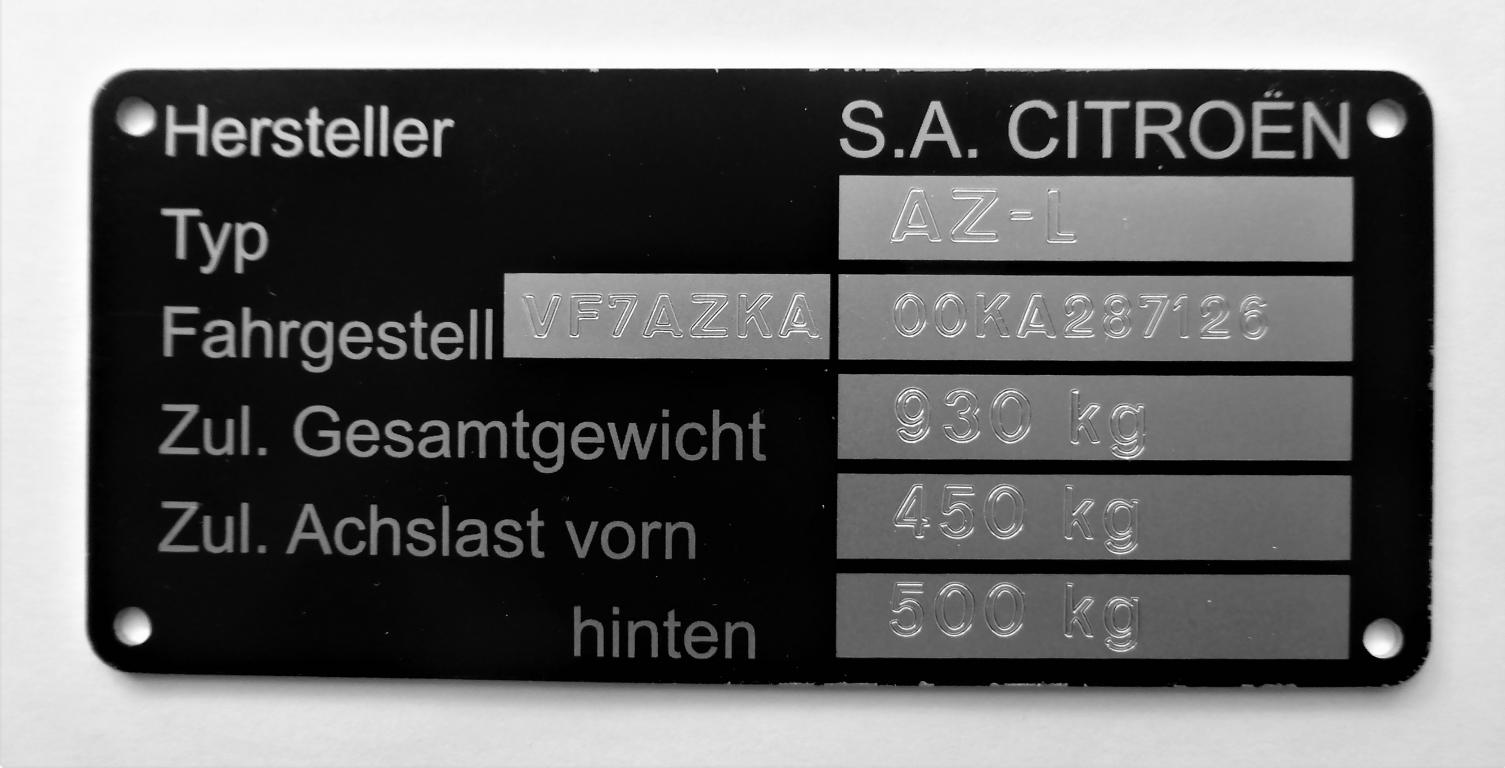 Hersteller S.A. CITROËN
Typ AZ-L
Fahrgestell VF7AZKA 00KA287126
Zul. Gesamtgewicht 930 kg
Zul. Achslast vorn 450 kg
hinten 500 kg